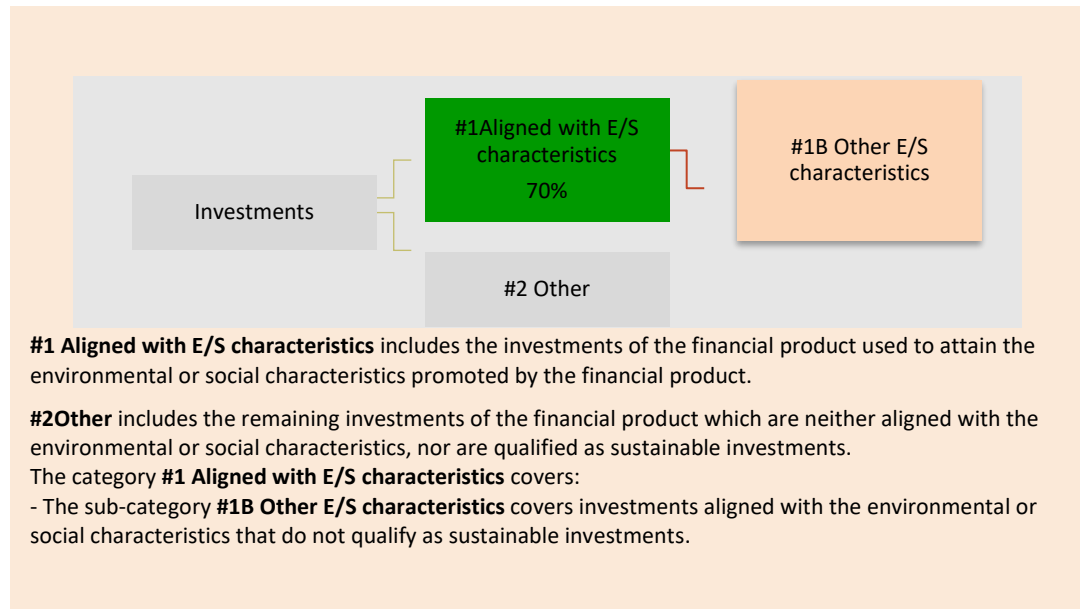 #1Aligned with E/S
characteristics
70%
#1B Other E/S
characteristics
Investments
#2 Other
#1 Aligned with E/S characteristics includes the investments of the financial product used to attain the
environmental or social characteristics promoted by the financial product.
#2Other includes the remaining investments of the financial product which are neither aligned with the
environmental or social characteristics, nor are qualified as sustainable investments.
The category #1 Aligned with E/S characteristics covers:
- The sub-category #1B Other E/S characteristics covers investments aligned with the environmental or
social characteristics that do not qualify as sustainable investments.